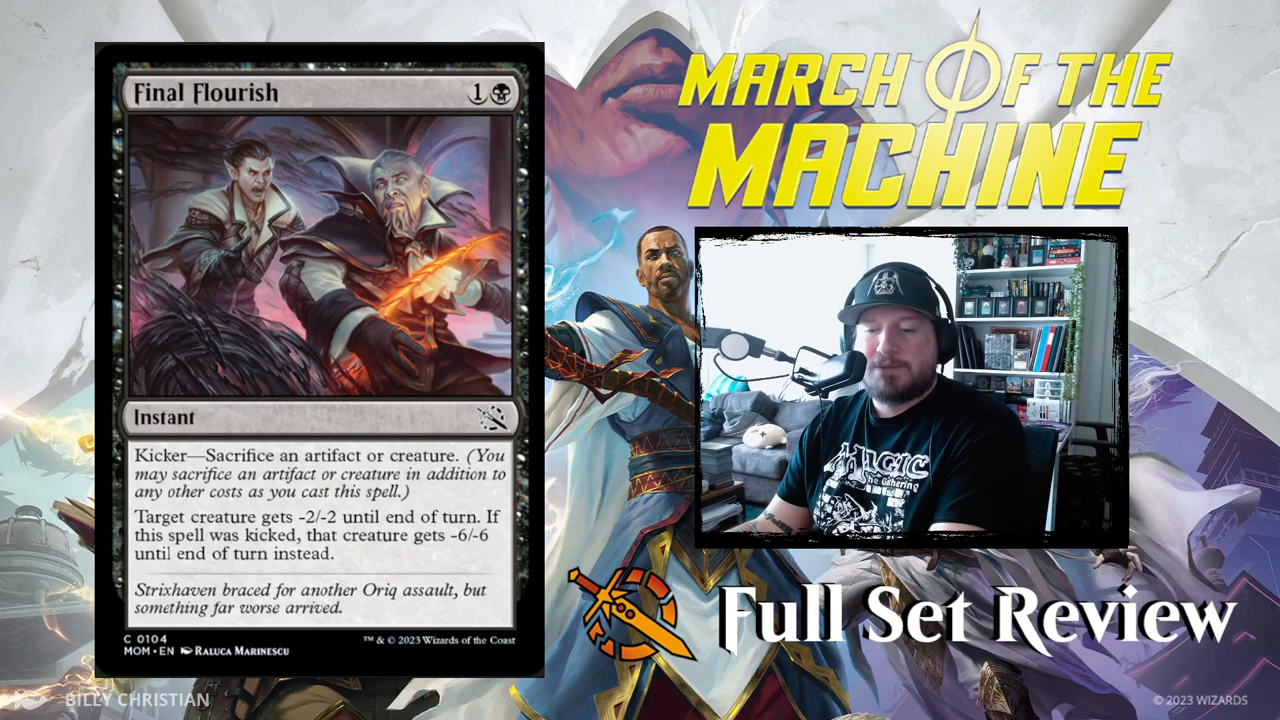 Final Flourish 1
Instant
Kicker—Sacrifice an artifact or creature. (You
may sacrifice an artifact or creature in addition to
any other costs as you cast this spell.)
Target creature gets -2/-2 until end of turn. If
this spell was kicked, that creature gets -6/-6
until end of turn instead.
Strixhaven braced for another Oriq assault, but
something far worse arrived.
C 0104
MOM • EN RALUCA MARINESCU
™ & © 2023 Wizards of the Coast
MARCH OF THE
MACHINE
MAGIC
The Gathering
Full Set Review
BILLY CHRISTIAN
© 2023 WIZARDS